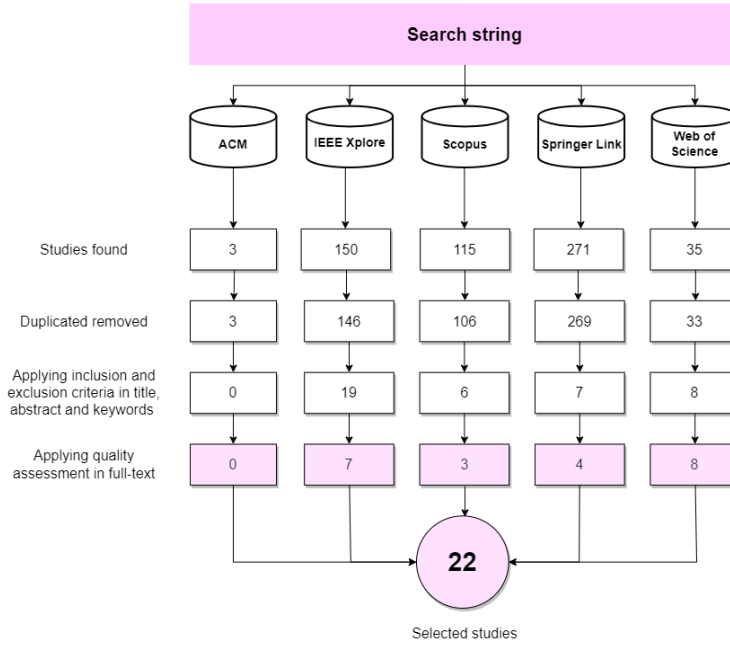 Search string
ACM
IEEE Xplore
Scopus
Springer Link
Web of
Science
Studies found
3
150
115
271
35
Duplicated removed
3
146
106
269
33
Applying inclusion and
exclusion criteria in title,
abstract and keywords
0
19
6
7
8
Applying quality
assessment in full-text
0
7
3
4
8
22
Selected studies